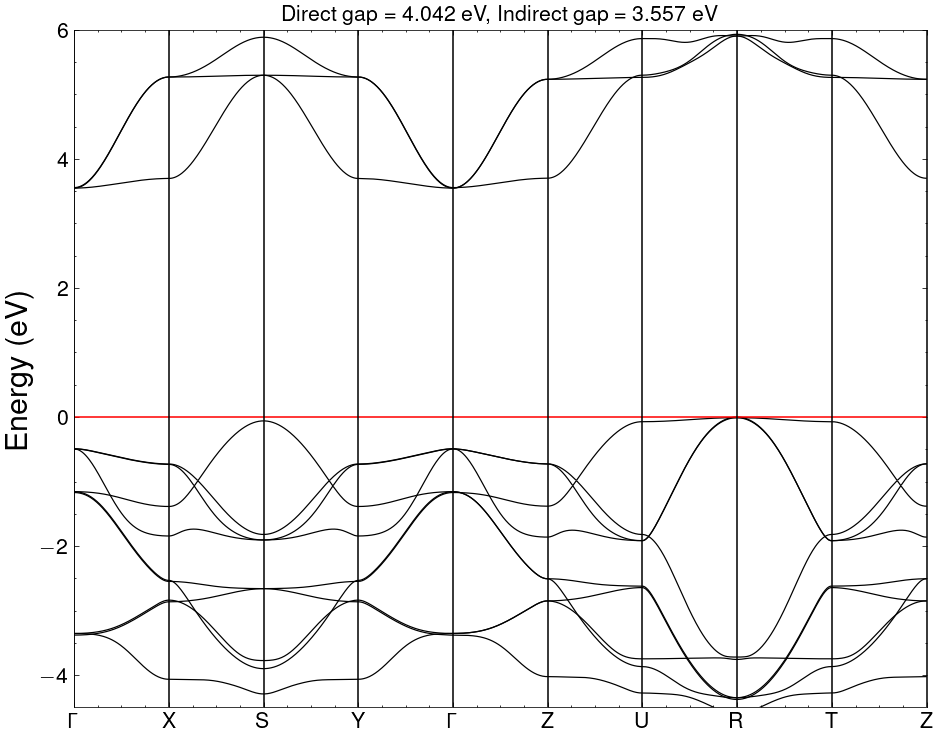 Direct gap = 4.042 eV, Indirect gap = 3.557 eV
Energy (eV)
6
4
2
0
−2
−4
Γ X S Y Γ Z U R T Z